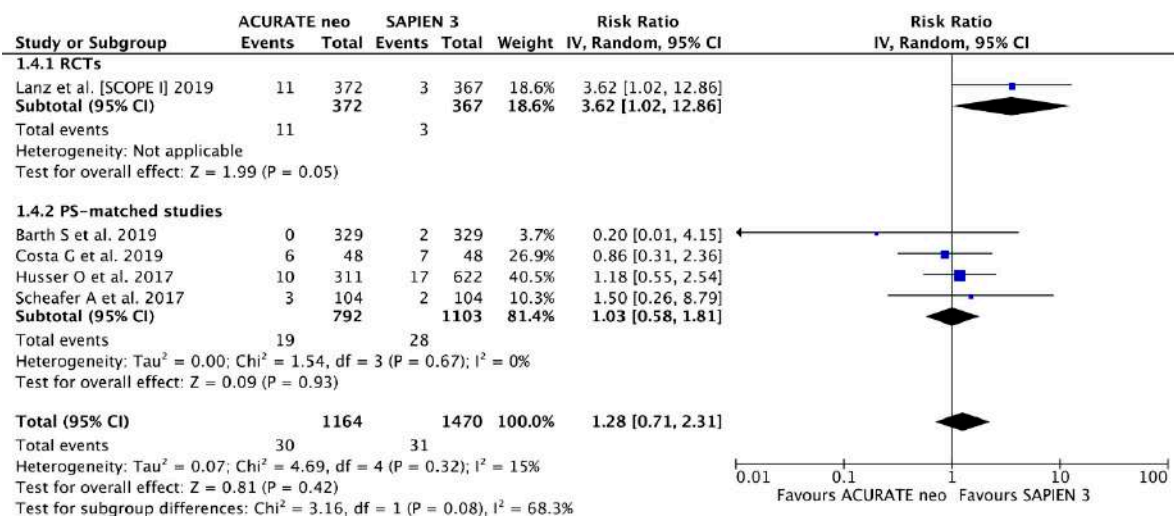 ACURATE neo SAPIEN 3 Risk Ratio Risk Ratio
Study or Subgroup Events Total Events Total Weight IV, Random, 95% CI IV, Random, 95% CI
1.4.1 RCTs
Lanz et al. [SCOPE I] 2019 11 372 3 367 18.6% 3.62 [1.02, 12.86]
Subtotal (95% CI) 372 367 18.6% 3.62 [1.02, 12.86]
Total events 11 3
Heterogeneity: Not applicable
Test for overall effect: Z = 1.99 (P = 0.05)
1.4.2 PS-matched studies
Barth S et al. 2019 0 329 2 329 3.7% 0.20 [0.01, 4.15]
Costa G et al. 2019 6 48 7 48 26.9% 0.86 [0.31, 2.36]
Husser O et al. 2017 10 311 17 622 40.5% 1.18 [0.55, 2.54]
Scheafer A et al. 2017 3 104 2 104 10.3% 1.50 [0.26, 8.79]
Subtotal (95% CI) 792 1103 81.4% 1.03 [0.58, 1.81]
Total events 19 28
Heterogeneity: Tau² = 0.00; Chi² = 1.54, df = 3 (P = 0.67); I² = 0%
Test for overall effect: Z = 0.09 (P = 0.93)
Total (95% CI) 1164 1470 100.0% 1.28 [0.71, 2.31]
Total events 30 31
Heterogeneity: Tau² = 0.07; Chi² = 4.69, df = 4 (P = 0.32); I² = 15%
Test for overall effect: Z = 0.81 (P = 0.42)
Test for subgroup differences: Chi² = 3.16, df = 1 (P = 0.08), I² = 68.3%
0.01 0.1 1 10 100
Favours ACURATE neo Favours SAPIEN 3